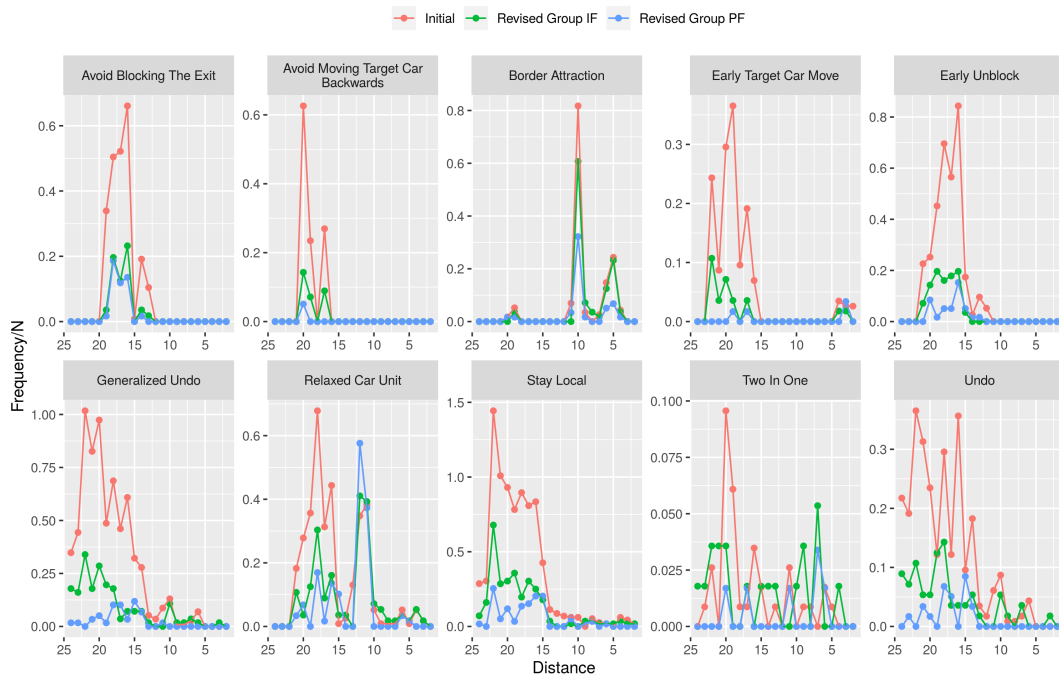 Initial Revised Group IF Revised Group PF
Avoid Blocking The Exit
Avoid Moving Target Car
Backwards
Border Attraction
Early Target Car Move
Early Unblock
0.6
0.4
0.2
0.0
25 20 15 10 5
0.6
0.4
0.2
0.0
25 20 15 10 5
0.8
0.6
0.4
0.2
0.0
25 20 15 10 5
0.3
0.2
0.1
0.0
25 20 15 10 5
0.8
0.6
0.4
0.2
0.0
25 20 15 10 5
Frequency/N
Generalized Undo
Relaxed Car Unit
Stay Local
Two In One
Undo
1.00
0.75
0.50
0.25
0.00
25 20 15 10 5
0.6
0.4
0.2
0.0
25 20 15 10 5
1.5
1.0
0.5
0.0
25 20 15 10 5
0.100
0.075
0.050
0.025
0.000
25 20 15 10 5
0.3
0.2
0.1
0.0
25 20 15 10 5
Distance